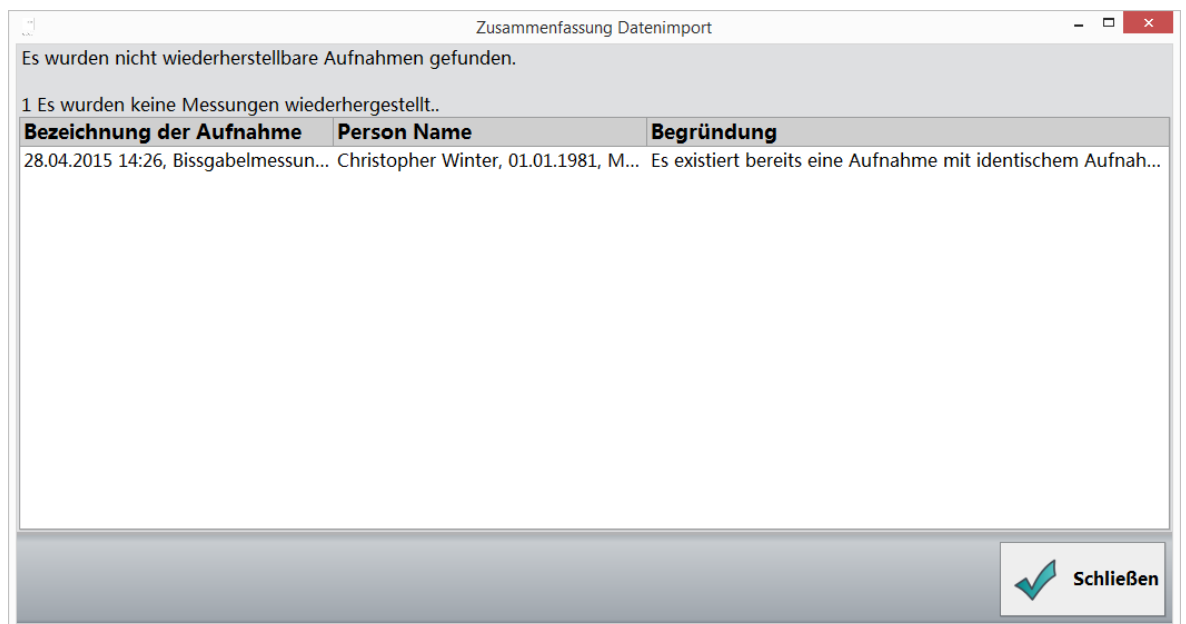 Zusammenfassung Datenimport
Es wurden nicht wiederherstellbare Aufnahmen gefunden.
1 Es wurden keine Messungen wiederhergestellt..
Bezeichnung der Aufnahme Person Name Begründung
28.04.2015 14:26, Bissgabelmessun... Christopher Winter, 01.01.1981, M... Es existiert bereits eine Aufnahme mit identischem Aufnah...
Schließen